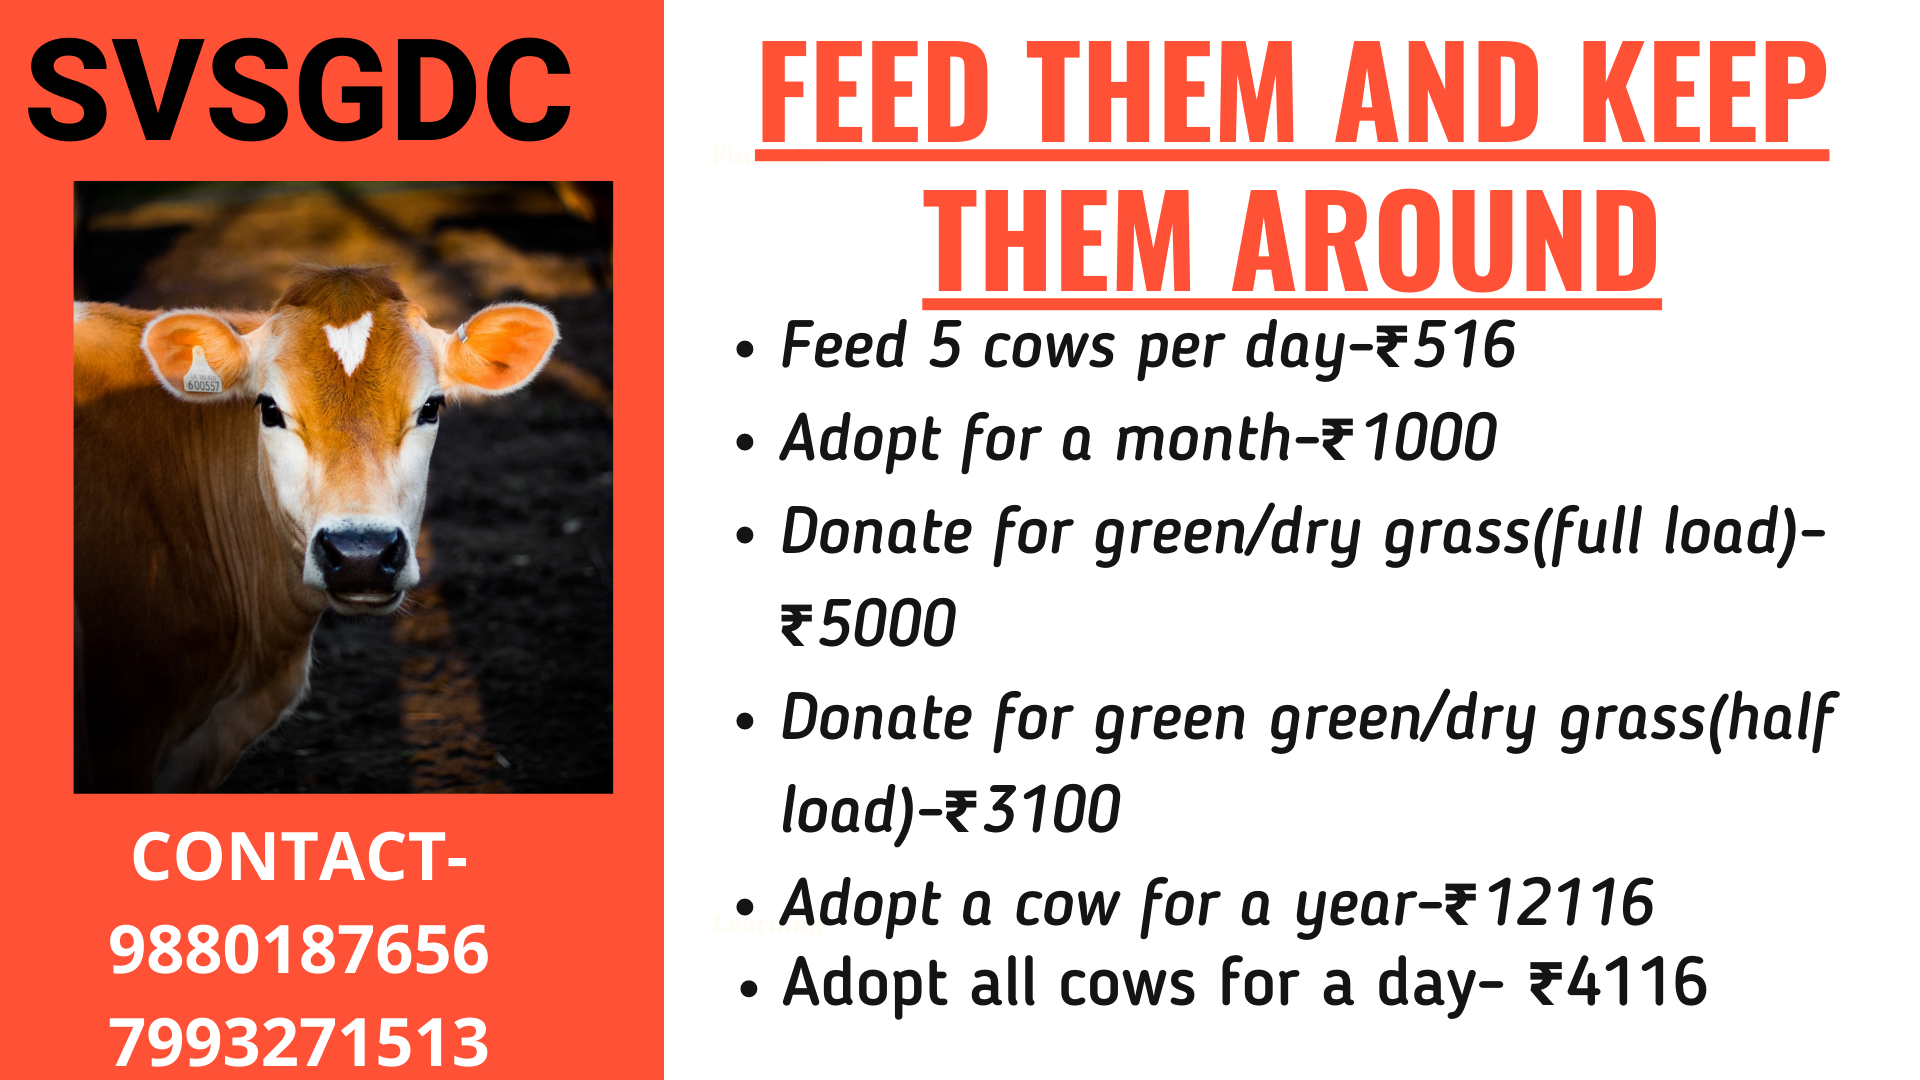 SVSGDC
600557
CONTACT-
9880187656
7993271513
FEED THEM AND KEEP
THEM AROUND
• Feed 5 cows per day-₹516
• Adopt for a month-₹1000
• Donate for green/dry grass(full load)-
₹5000
• Donate for green green/dry grass(half
load)-₹3100
• Adopt a cow for a year-₹12116
• Adopt all cows for a day- ₹4116
Learning